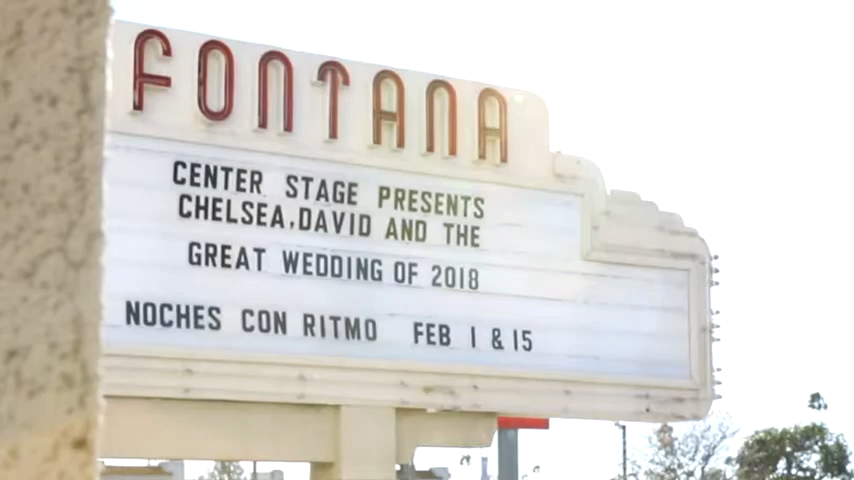 FONTANA
CENTER STAGE PRESENTS
CHELSEA, DAVID AND THE
GREAT WEDDING OF 2018
NOCHES CON RITMO FEB 1 & 15